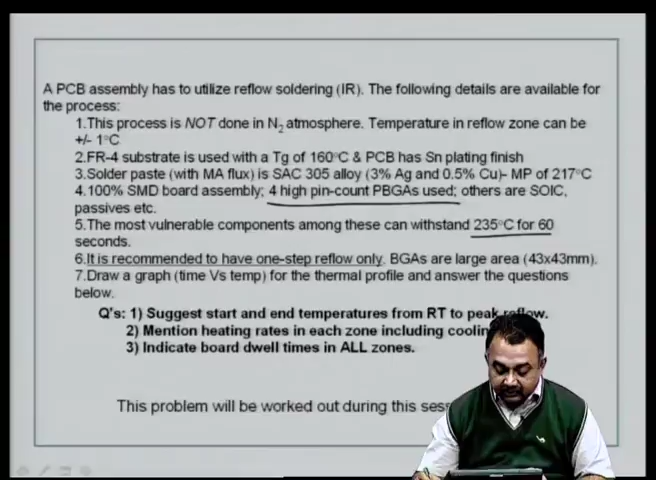 A PCB assembly has to utilize reflow soldering (IR). The following details are available for
the process:
1.This process is NOT done in N2 atmosphere. Temperature in reflow zone can be
+/- 1°C
2.FR-4 substrate is used with a Tg of 160°C & PCB has Sn plating finish
3.Solder paste (with MA flux) is SAC 305 alloy (3% Ag and 0.5% Cu)- MP of 217°C
4.100% SMD board assembly; 4 high pin-count PBGAs used; others are SOIC,
passives etc.
5.The most vulnerable components among these can withstand 235°C for 60
seconds.
6.It is recommended to have one-step reflow only. BGAs are large area (43x43mm).
7.Draw a graph (time Vs temp) for the thermal profile and answer the questions
below.
Q's: 1) Suggest start and end temperatures from RT to peak reflow.
2) Mention heating rates in each zone including
3) Indicate board dwell times in ALL zones.
This problem will be worked out during this